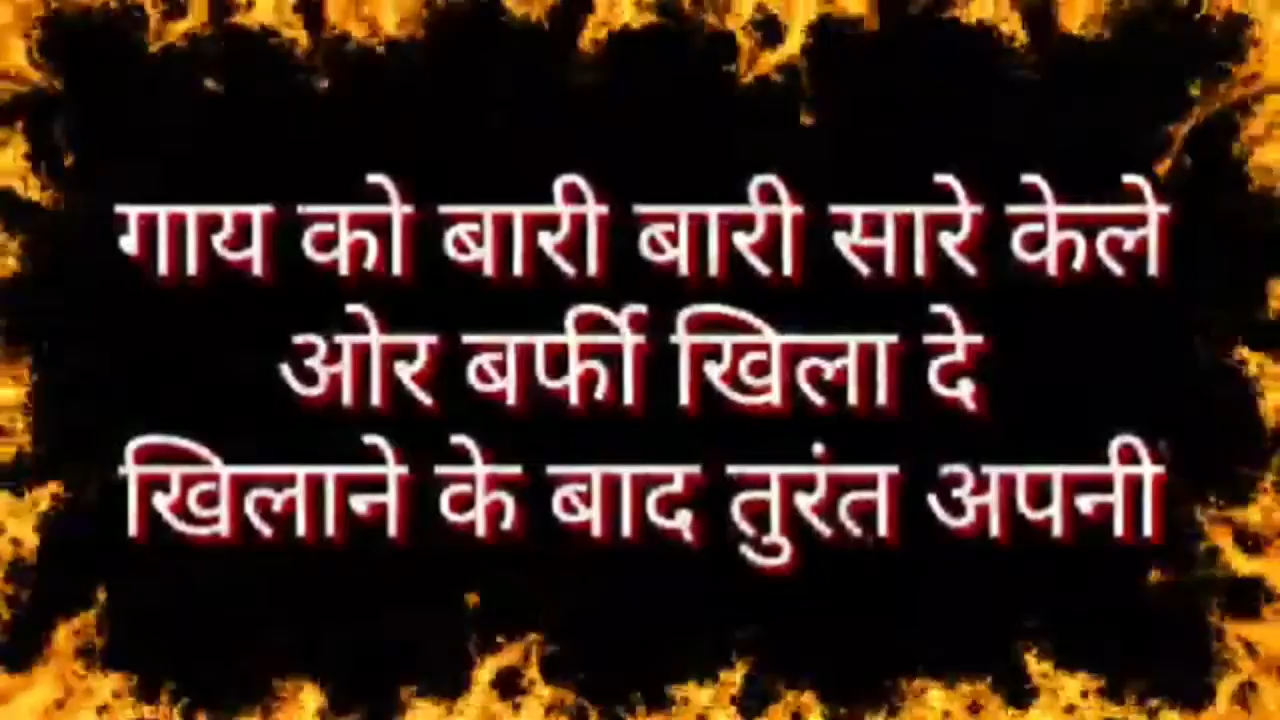 गाय को बारी बारी सारे केले
ओर बर्फी खिला दे
खिलाने के बाद तुरंत अपनी